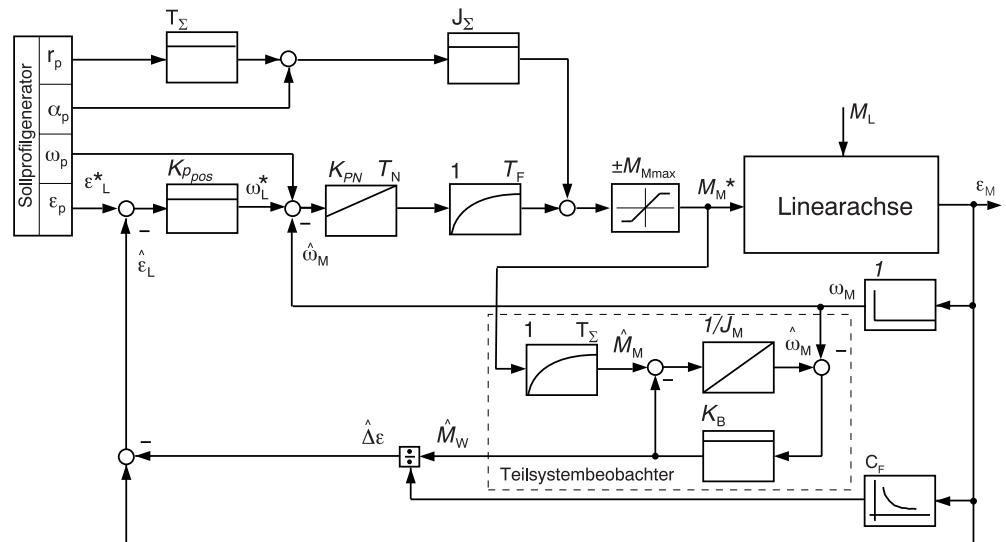 T_Σ
J_Σ
Sollprofilgenerator
r_p
α_p
ω_p
ε_p
M_L
ε*_L
K_p_pos
ω*_L
K_PN T_N
1 T_F
±M_Mmax
M_M*
Linearachse
ε_M
−
−
ε̂_L
ω̂_M
ω_M
1
1 T_Σ
M̂_M
−
1/J_M
ω̂_M
−
K_B
Δ̂ε
M̂_W
−
÷
Teilsystembeobachter
C_F